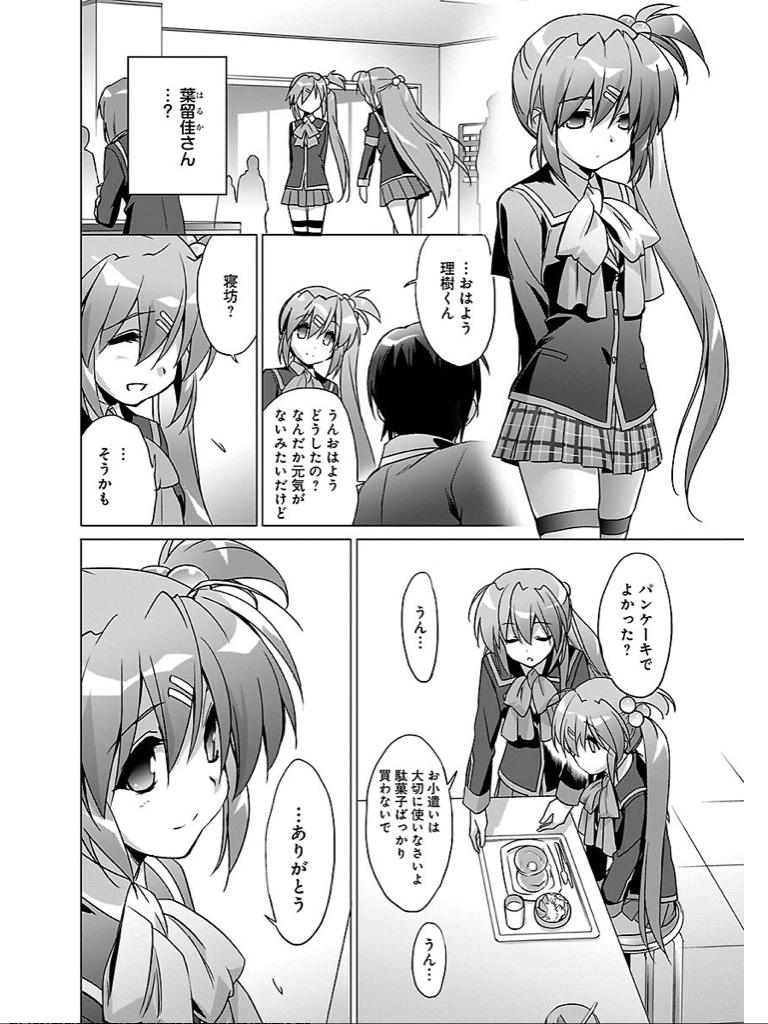 葉留佳さん
はるか
…？
…おはよう
理樹くん
うんおはよう
どうしたの？
なんだか元気が
ないみたいだけど
寝坊？
…
そうかも
パンケーキで
よかった？
うん…
お小遣いは
大切に使いなさいよ
駄菓子ばっかり
買わないで
うん…
…ありがとう